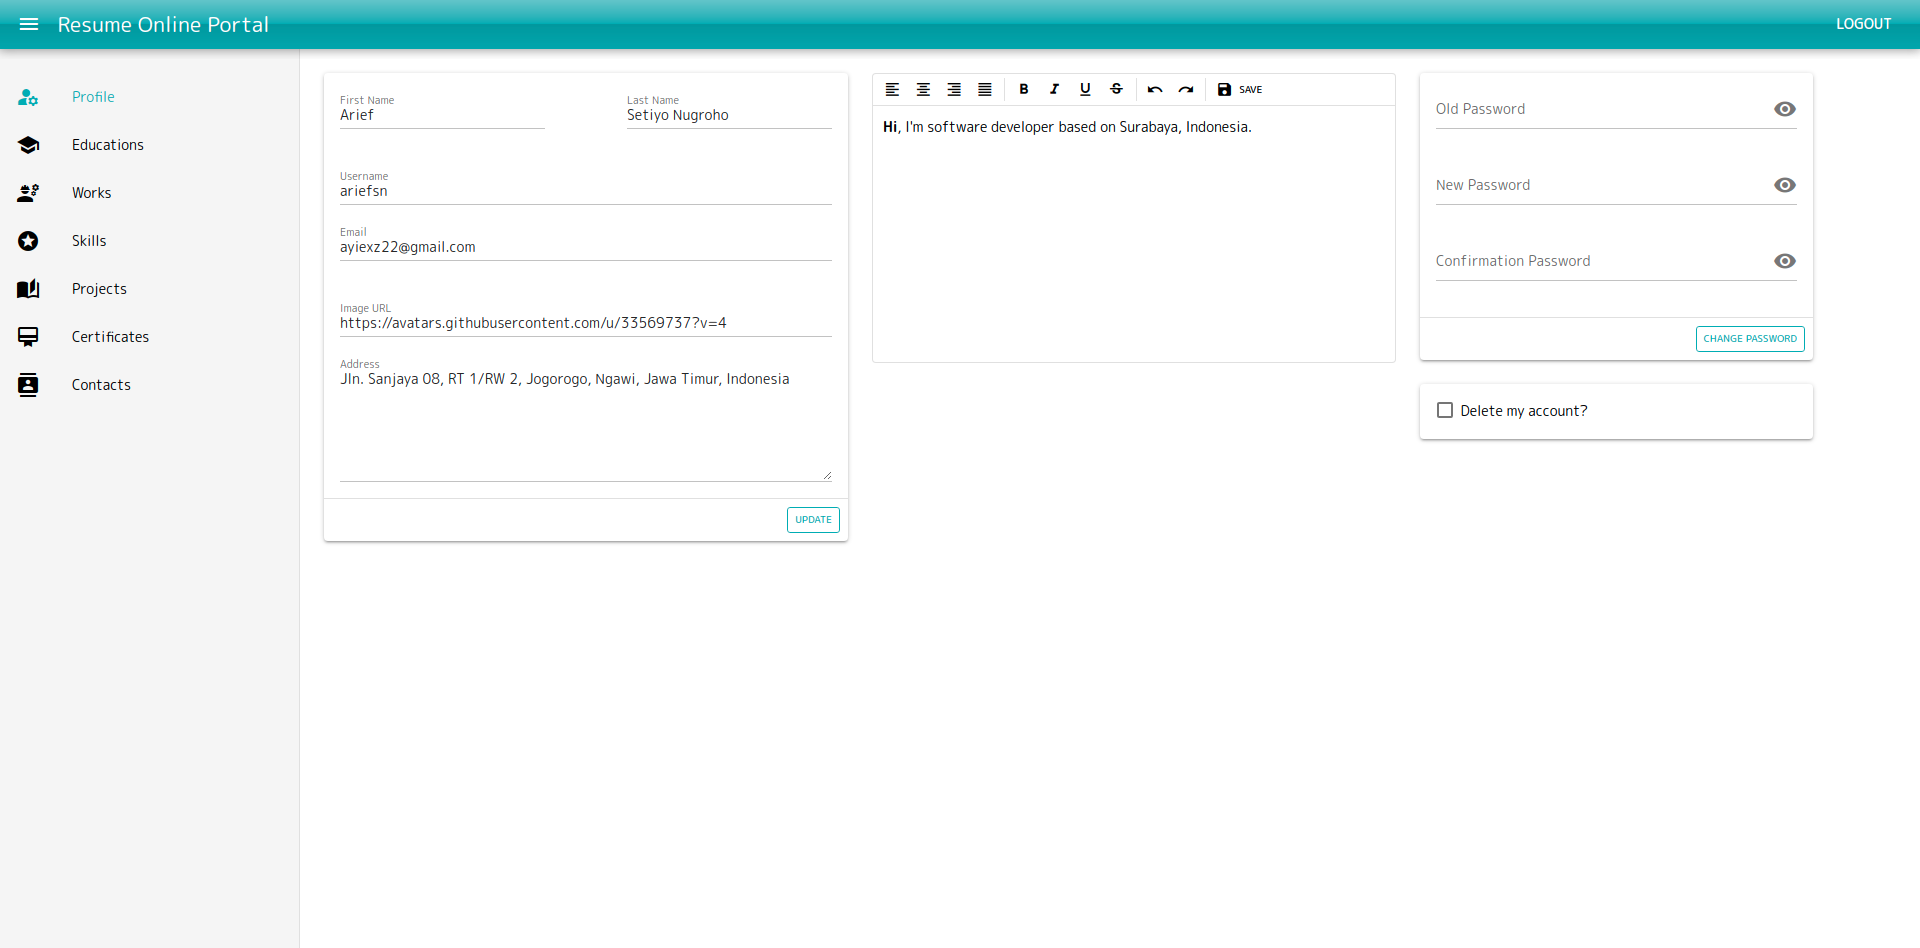 Resume Online Portal
LOGOUT
Profile
Educations
Works
Skills
Projects
Certificates
Contacts
First Name
Arief
Last Name
Setiyo Nugroho
Username
ariefsn
Email
ayiexz22@gmail.com
Image URL
https://avatars.githubusercontent.com/u/33569737?v=4
Address
Jln. Sanjaya 08, RT 1/RW 2, Jogorogo, Ngawi, Jawa Timur, Indonesia
UPDATE
SAVE
Hi, I'm software developer based on Surabaya, Indonesia.
Old Password
New Password
Confirmation Password
CHANGE PASSWORD
Delete my account?